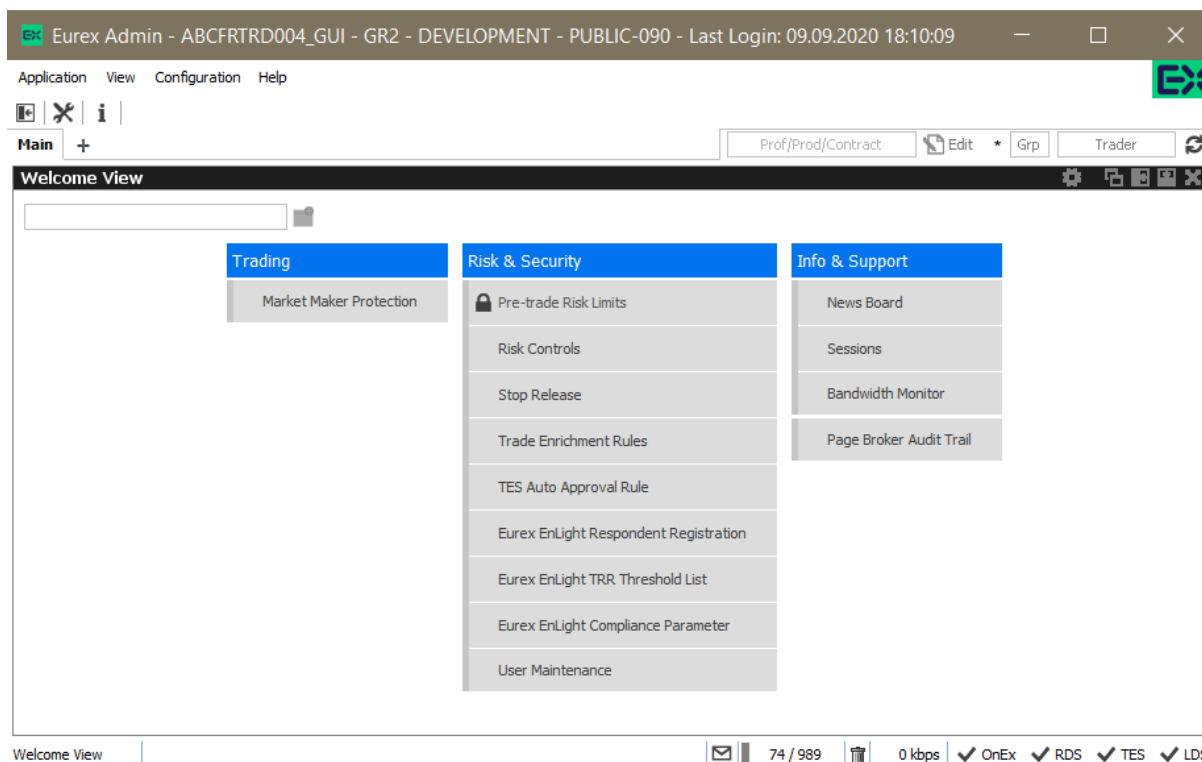 Eurex Admin - ABCFRTRD004_GUI - GR2 - DEVELOPMENT - PUBLIC-090 - Last Login: 09.09.2020 18:10:09
Application View Configuration Help
Main + Prof/Prod/Contract Edit * Grp Trader
Welcome View
Trading
Market Maker Protection
Risk & Security
Pre-trade Risk Limits
Risk Controls
Stop Release
Trade Enrichment Rules
TES Auto Approval Rule
Eurex EnLight Respondent Registration
Eurex EnLight TRR Threshold List
Eurex EnLight Compliance Parameter
User Maintenance
Info & Support
News Board
Sessions
Bandwidth Monitor
Page Broker Audit Trail
Welcome View 74 / 989 0 kbps OnEx RDS TES